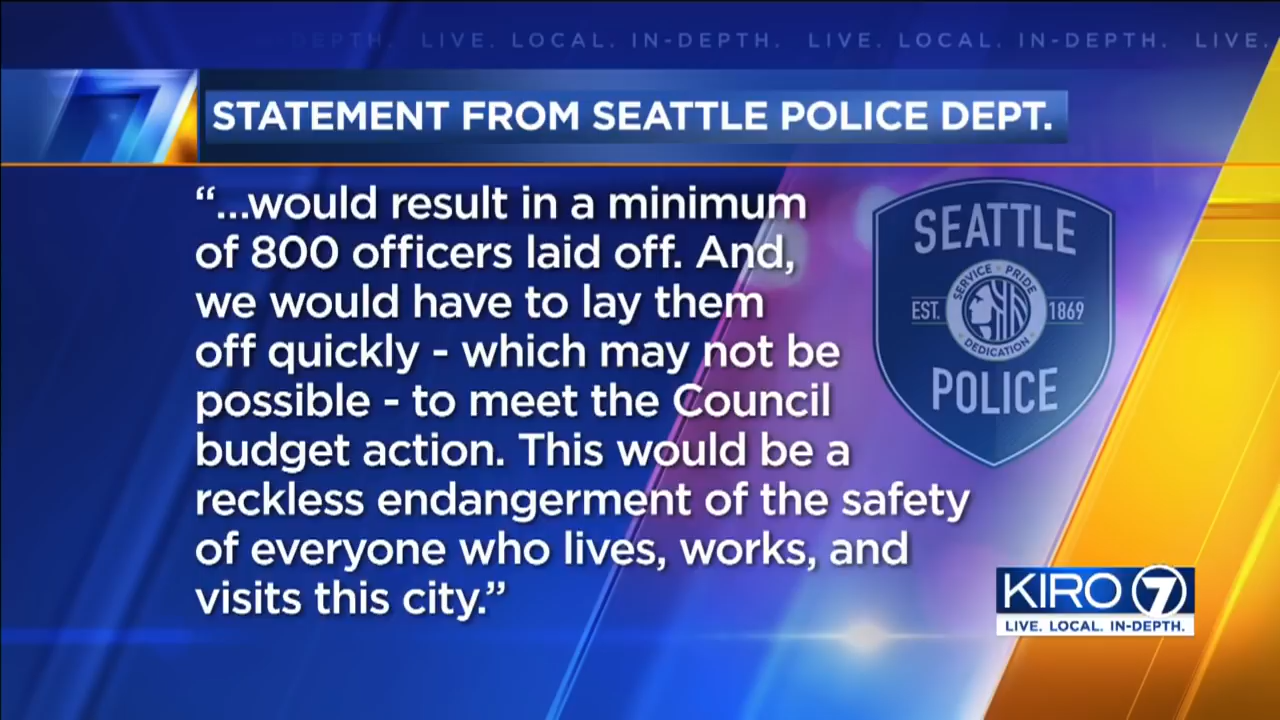 EPTH. LIVE. LOCAL. IN-DEPTH. LIVE. LOCAL. IN-DEPTH. LIVE.
7
STATEMENT FROM SEATTLE POLICE DEPT.
“...would result in a minimum
of 800 officers laid off. And,
we would have to lay them
off quickly - which may not be
possible - to meet the Council
budget action. This would be a
reckless endangerment of the safety
of everyone who lives, works, and
visits this city.”
SEATTLE
SERVICE • PRIDE
EST. 1869
• DEDICATION •
POLICE
KIRO 7
LIVE. LOCAL. IN-DEPTH.